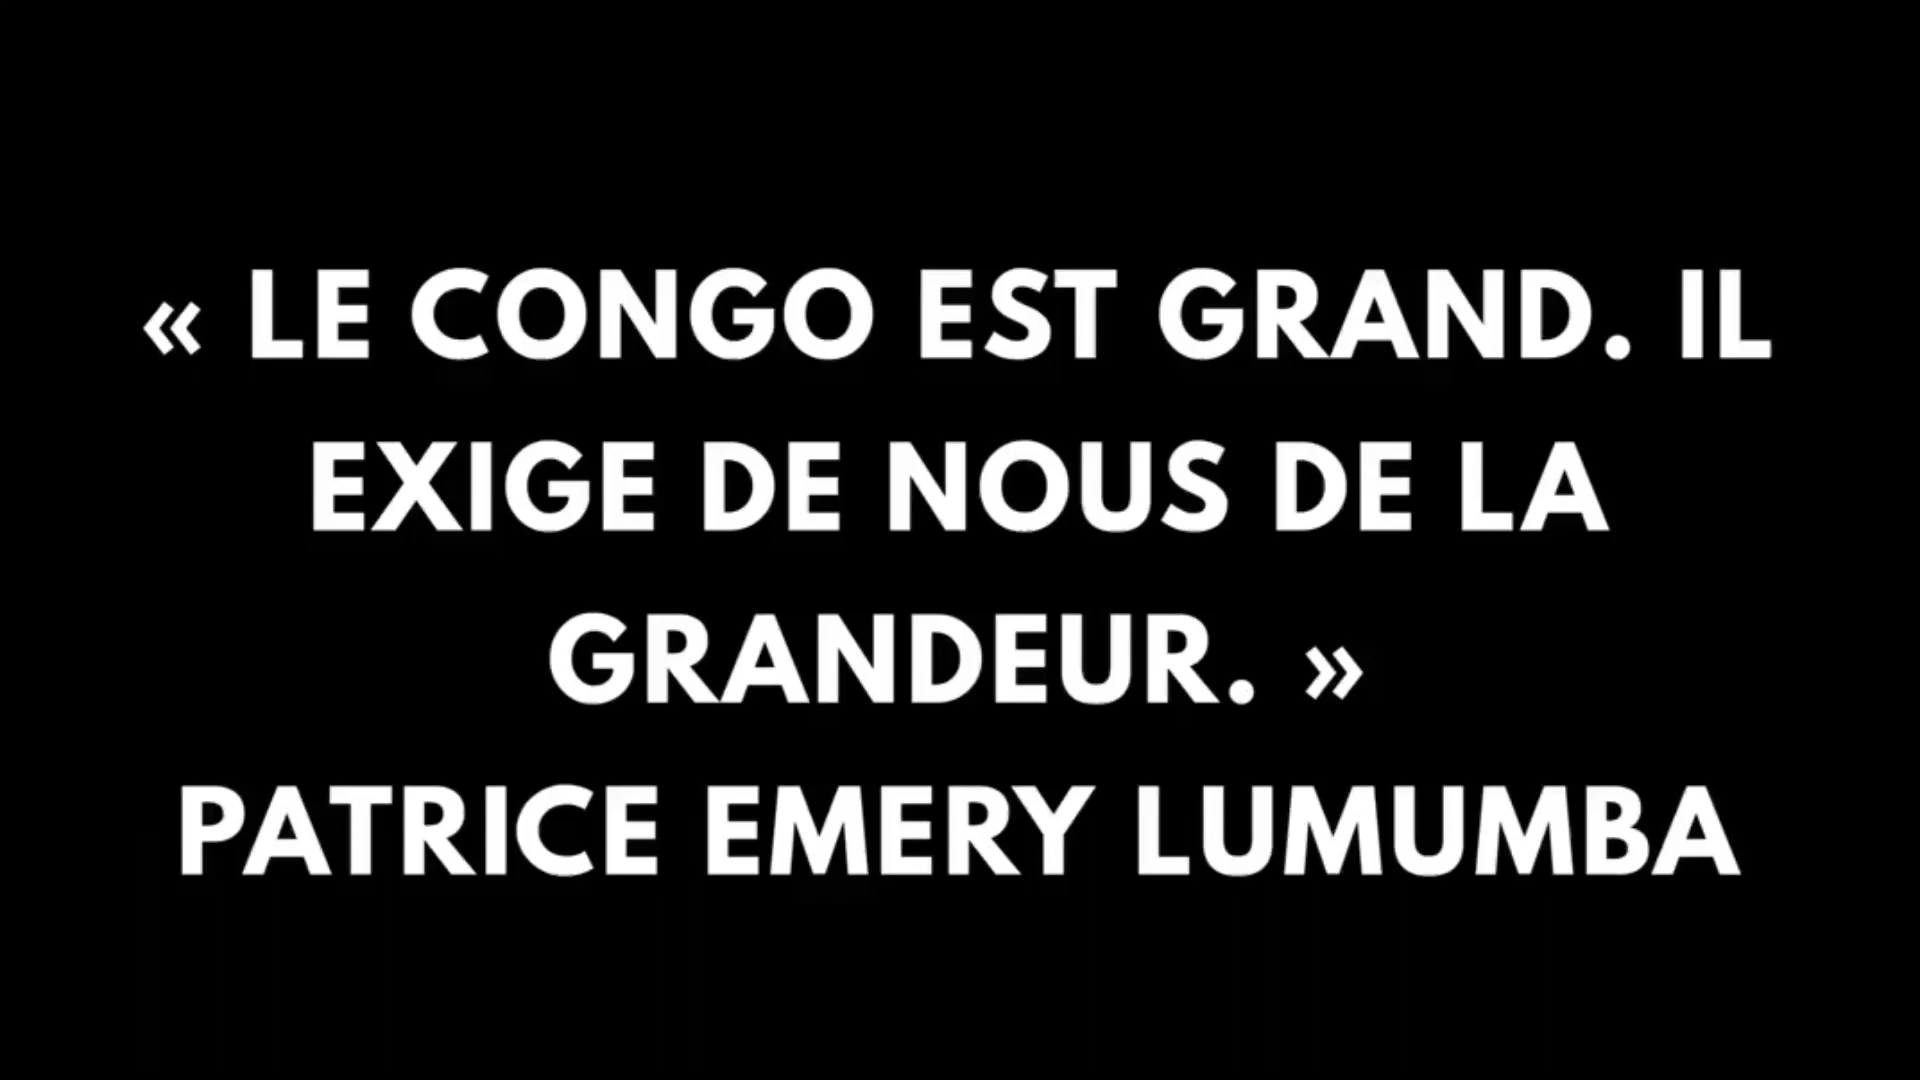 « LE CONGO EST GRAND. IL
EXIGE DE NOUS DE LA
GRANDEUR. »
PATRICE EMERY LUMUMBA